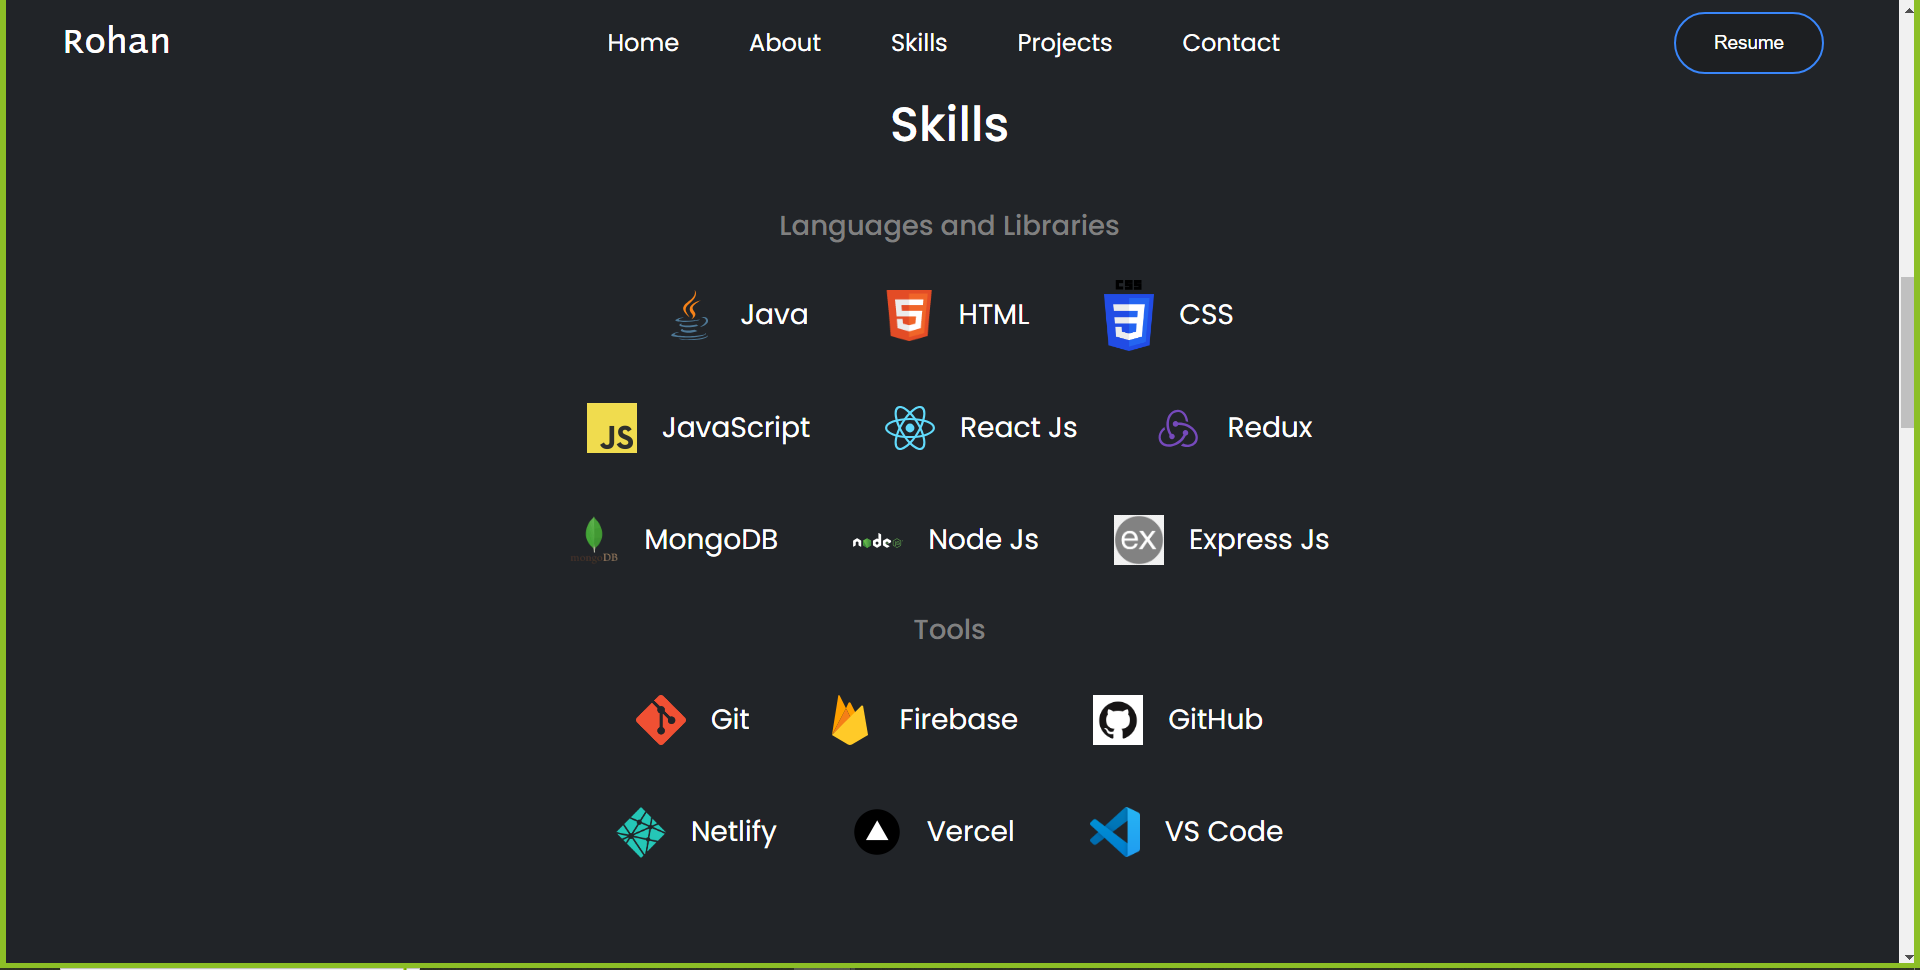 Rohan Home About Skills Projects Contact Resume
Skills
Languages and Libraries
Java HTML CSS CSS
JS JavaScript React Js Redux
mongoDB MongoDB node Node Js ex Express Js
Tools
Git Firebase GitHub
Netlify Vercel VS Code